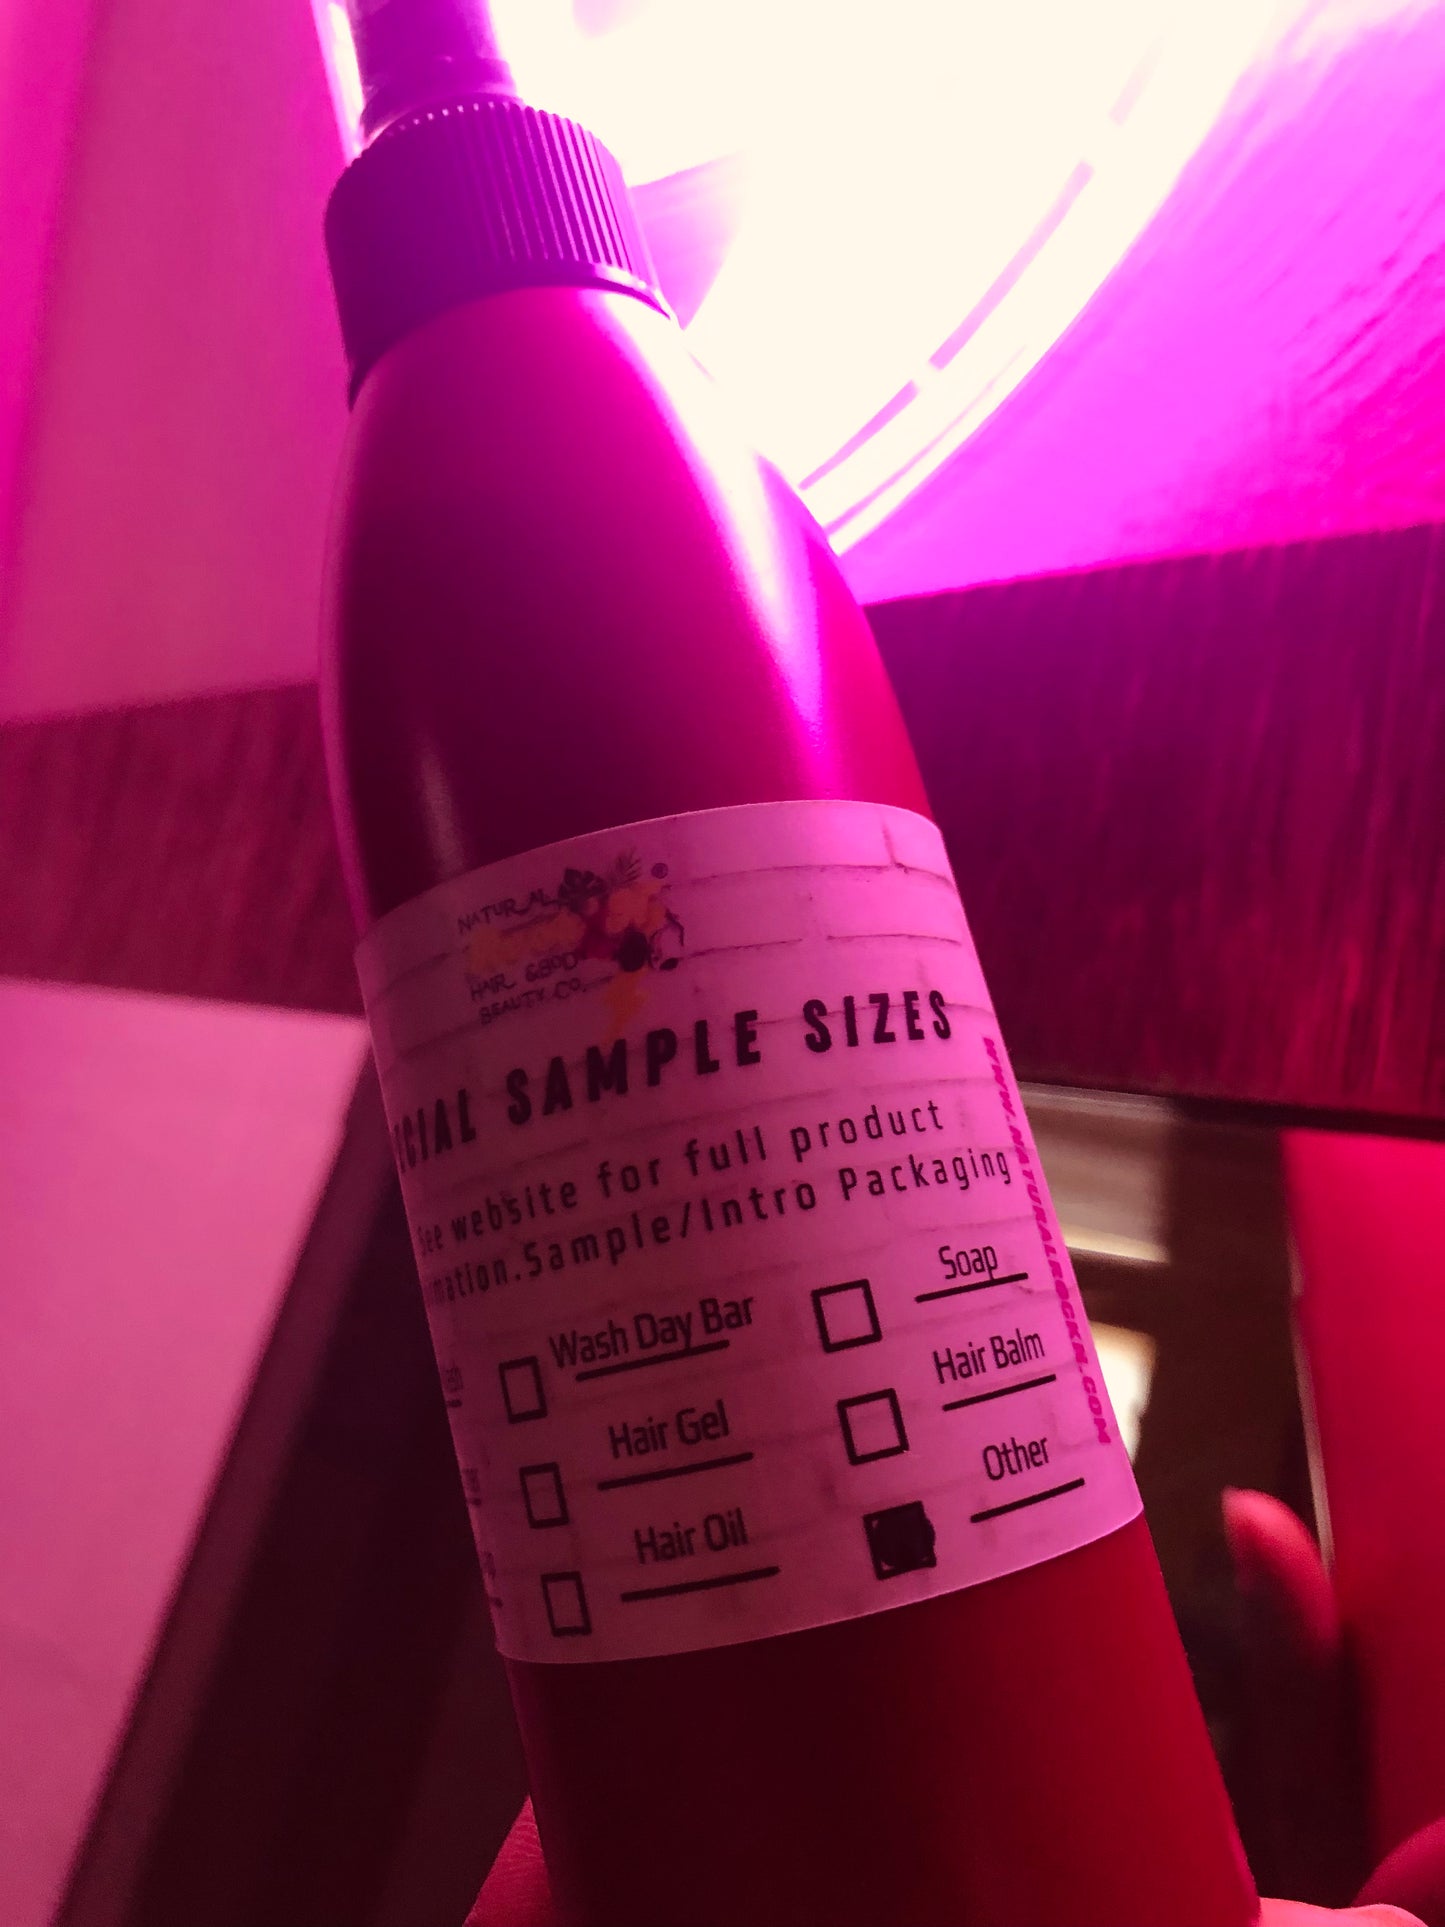 NATURAL
HAIR & BODY
BEAUTY CO.
®
SAMPLE SIZES
See website for full product
Sample/Intro Packaging
Wash Day Bar
Soap
Hair Gel
Hair Balm
Hair Oil
Other
WWW.NATURALROCKN.COM